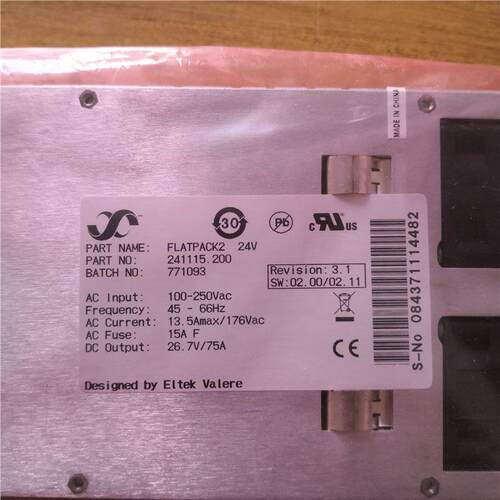 MADE IN CHINA
30
Pb
c RU us
PART NAME: FLATPACK2 24V
PART NO: 241115.200
BATCH NO: 771093
Revision: 3.1
SW:02.00/02.11
AC Input: 100-250Vac
Frequency: 45 - 66Hz
AC Current: 13.5Amax/176Vac
AC Fuse: 15A F
DC Output: 26.7V/75A
CE
Designed by Eltek Valere
S-No 084371114482